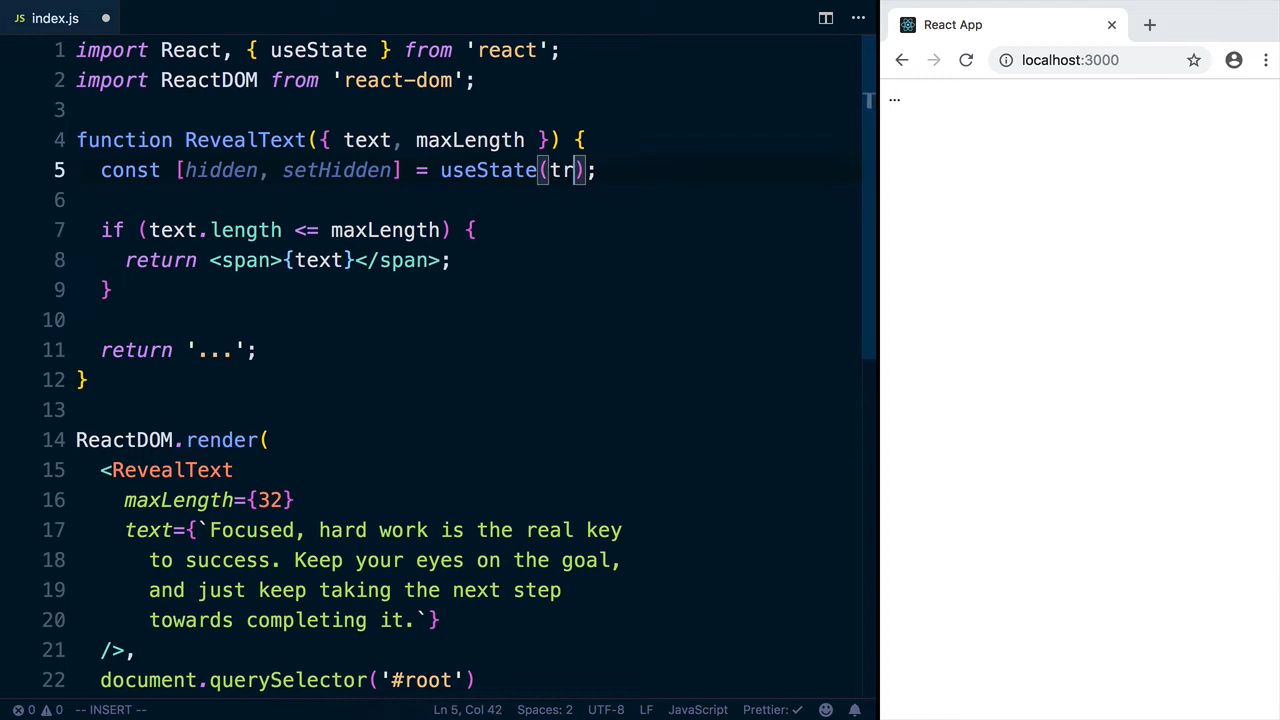 JS index.js
React App
localhost:3000
...
1 import React, { useState } from 'react';
2 import ReactDOM from 'react-dom';
3
4 function RevealText({ text, maxLength }) {
5   const [hidden, setHidden] = useState(tr);
6
7   if (text.length <= maxLength) {
8     return <span>{text}</span>;
9   }
10
11   return '...';
12 }
13
14 ReactDOM.render(
15   <RevealText
16     maxLength={32}
17     text={`Focused, hard work is the real key
18       to success. Keep your eyes on the goal,
19       and just keep taking the next step
20       towards completing it.`}
21   />,
22   document.querySelector('#root')
0 0 -- INSERT -- Ln 5, Col 42 Spaces: 2 UTF-8 LF JavaScript Prettier: ✓